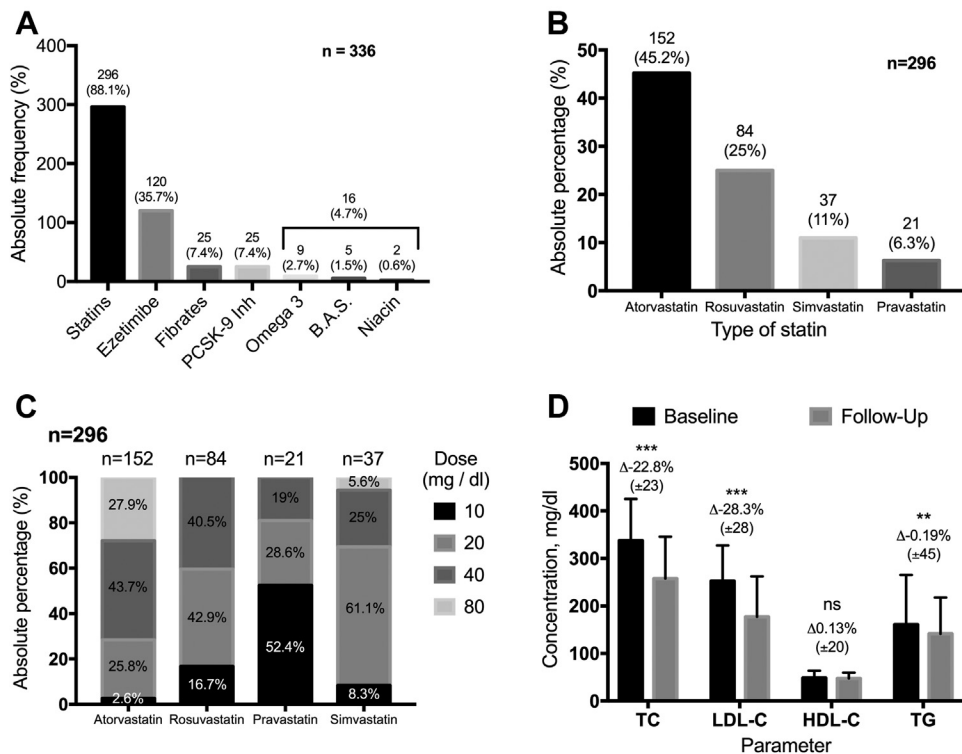 A
n = 336
Absolute frequency (%)
400
300
200
100
0
296
(88.1%)
120
(35.7%)
25
(7.4%)
25
(7.4%)
16
(4.7%)
9
(2.7%)
5
(1.5%)
2
(0.6%)
Statins
Ezetimibe
Fibrates
PCSK-9 Inh
Omega 3
B.A.S.
Niacin
B
n=296
Absolute percentage (%)
50
40
30
20
10
0
152
(45.2%)
84
(25%)
37
(11%)
21
(6.3%)
Atorvastatin Rosuvastatin Simvastatin Pravastatin
Type of statin
C
n=296
n=152 n=84 n=21 n=37
Absolute percentage (%)
100
80
60
40
20
0
27.9%
43.7%
25.8%
2.6%
40.5%
42.9%
16.7%
19%
28.6%
52.4%
5.6%
25%
61.1%
8.3%
Atorvastatin Rosuvastatin Pravastatin Simvastatin
Dose
(mg / dl)
10
20
40
80
D
Baseline Follow-Up
Concentration, mg/dl
500
400
300
200
100
0
***
Δ-22.8%
(±23)
***
Δ-28.3%
(±28)
ns
Δ0.13%
(±20)
**
Δ-0.19%
(±45)
TC LDL-C HDL-C TG
Parameter